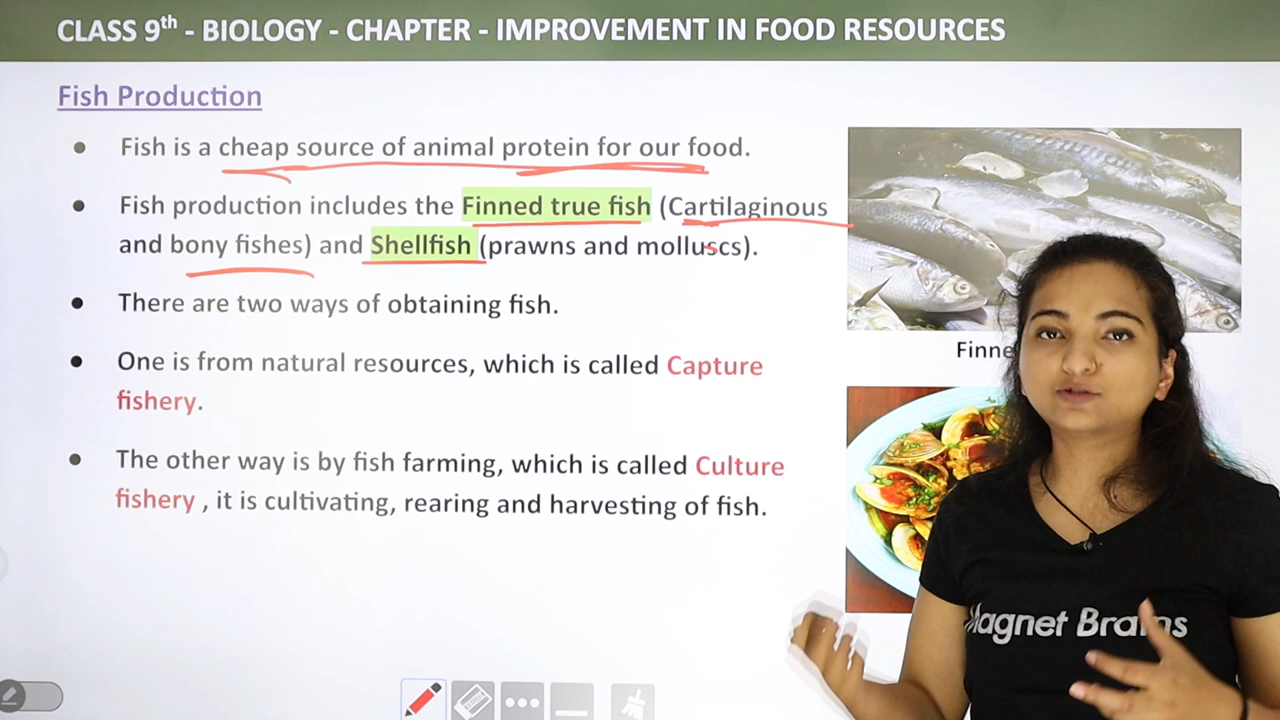 CLASS 9th - BIOLOGY - CHAPTER - IMPROVEMENT IN FOOD RESOURCES
Fish Production
• Fish is a cheap source of animal protein for our food.
• Fish production includes the Finned true fish (Cartilaginous
and bony fishes) and Shellfish (prawns and molluscs).
• There are two ways of obtaining fish.
• One is from natural resources, which is called Capture
fishery.
• The other way is by fish farming, which is called Culture
fishery , it is cultivating, rearing and harvesting of fish.
Magnet Brains